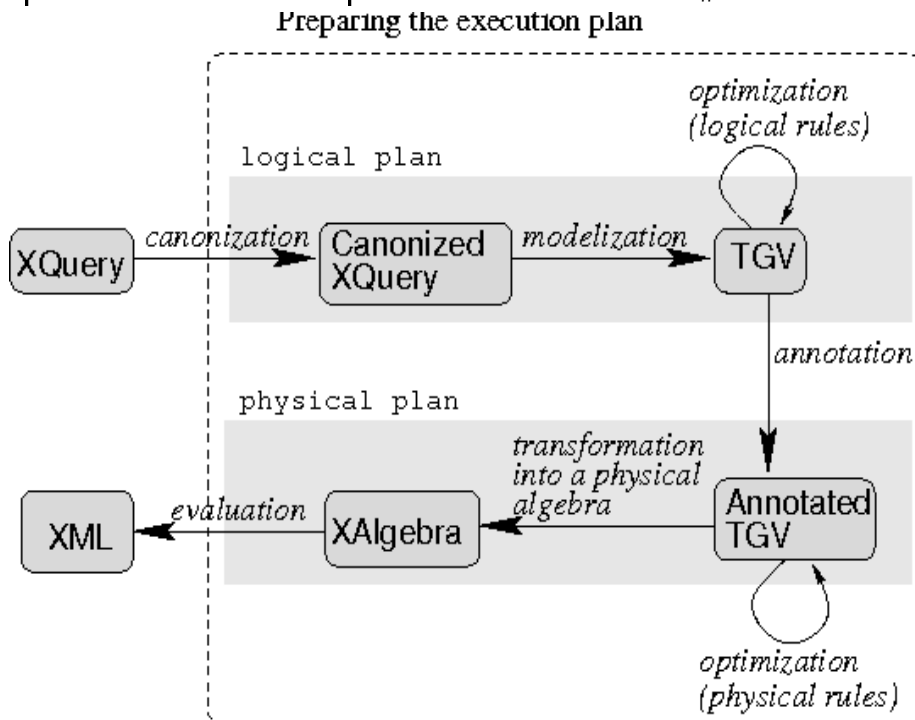 Preparing the execution plan
optimization
(logical rules)
logical plan
XQuery
canonization
Canonized
XQuery
modelization
TGV
annotation
physical plan
transformation
into a physical
algebra
XML
evaluation
XAlgebra
Annotated
TGV
optimization
(physical rules)